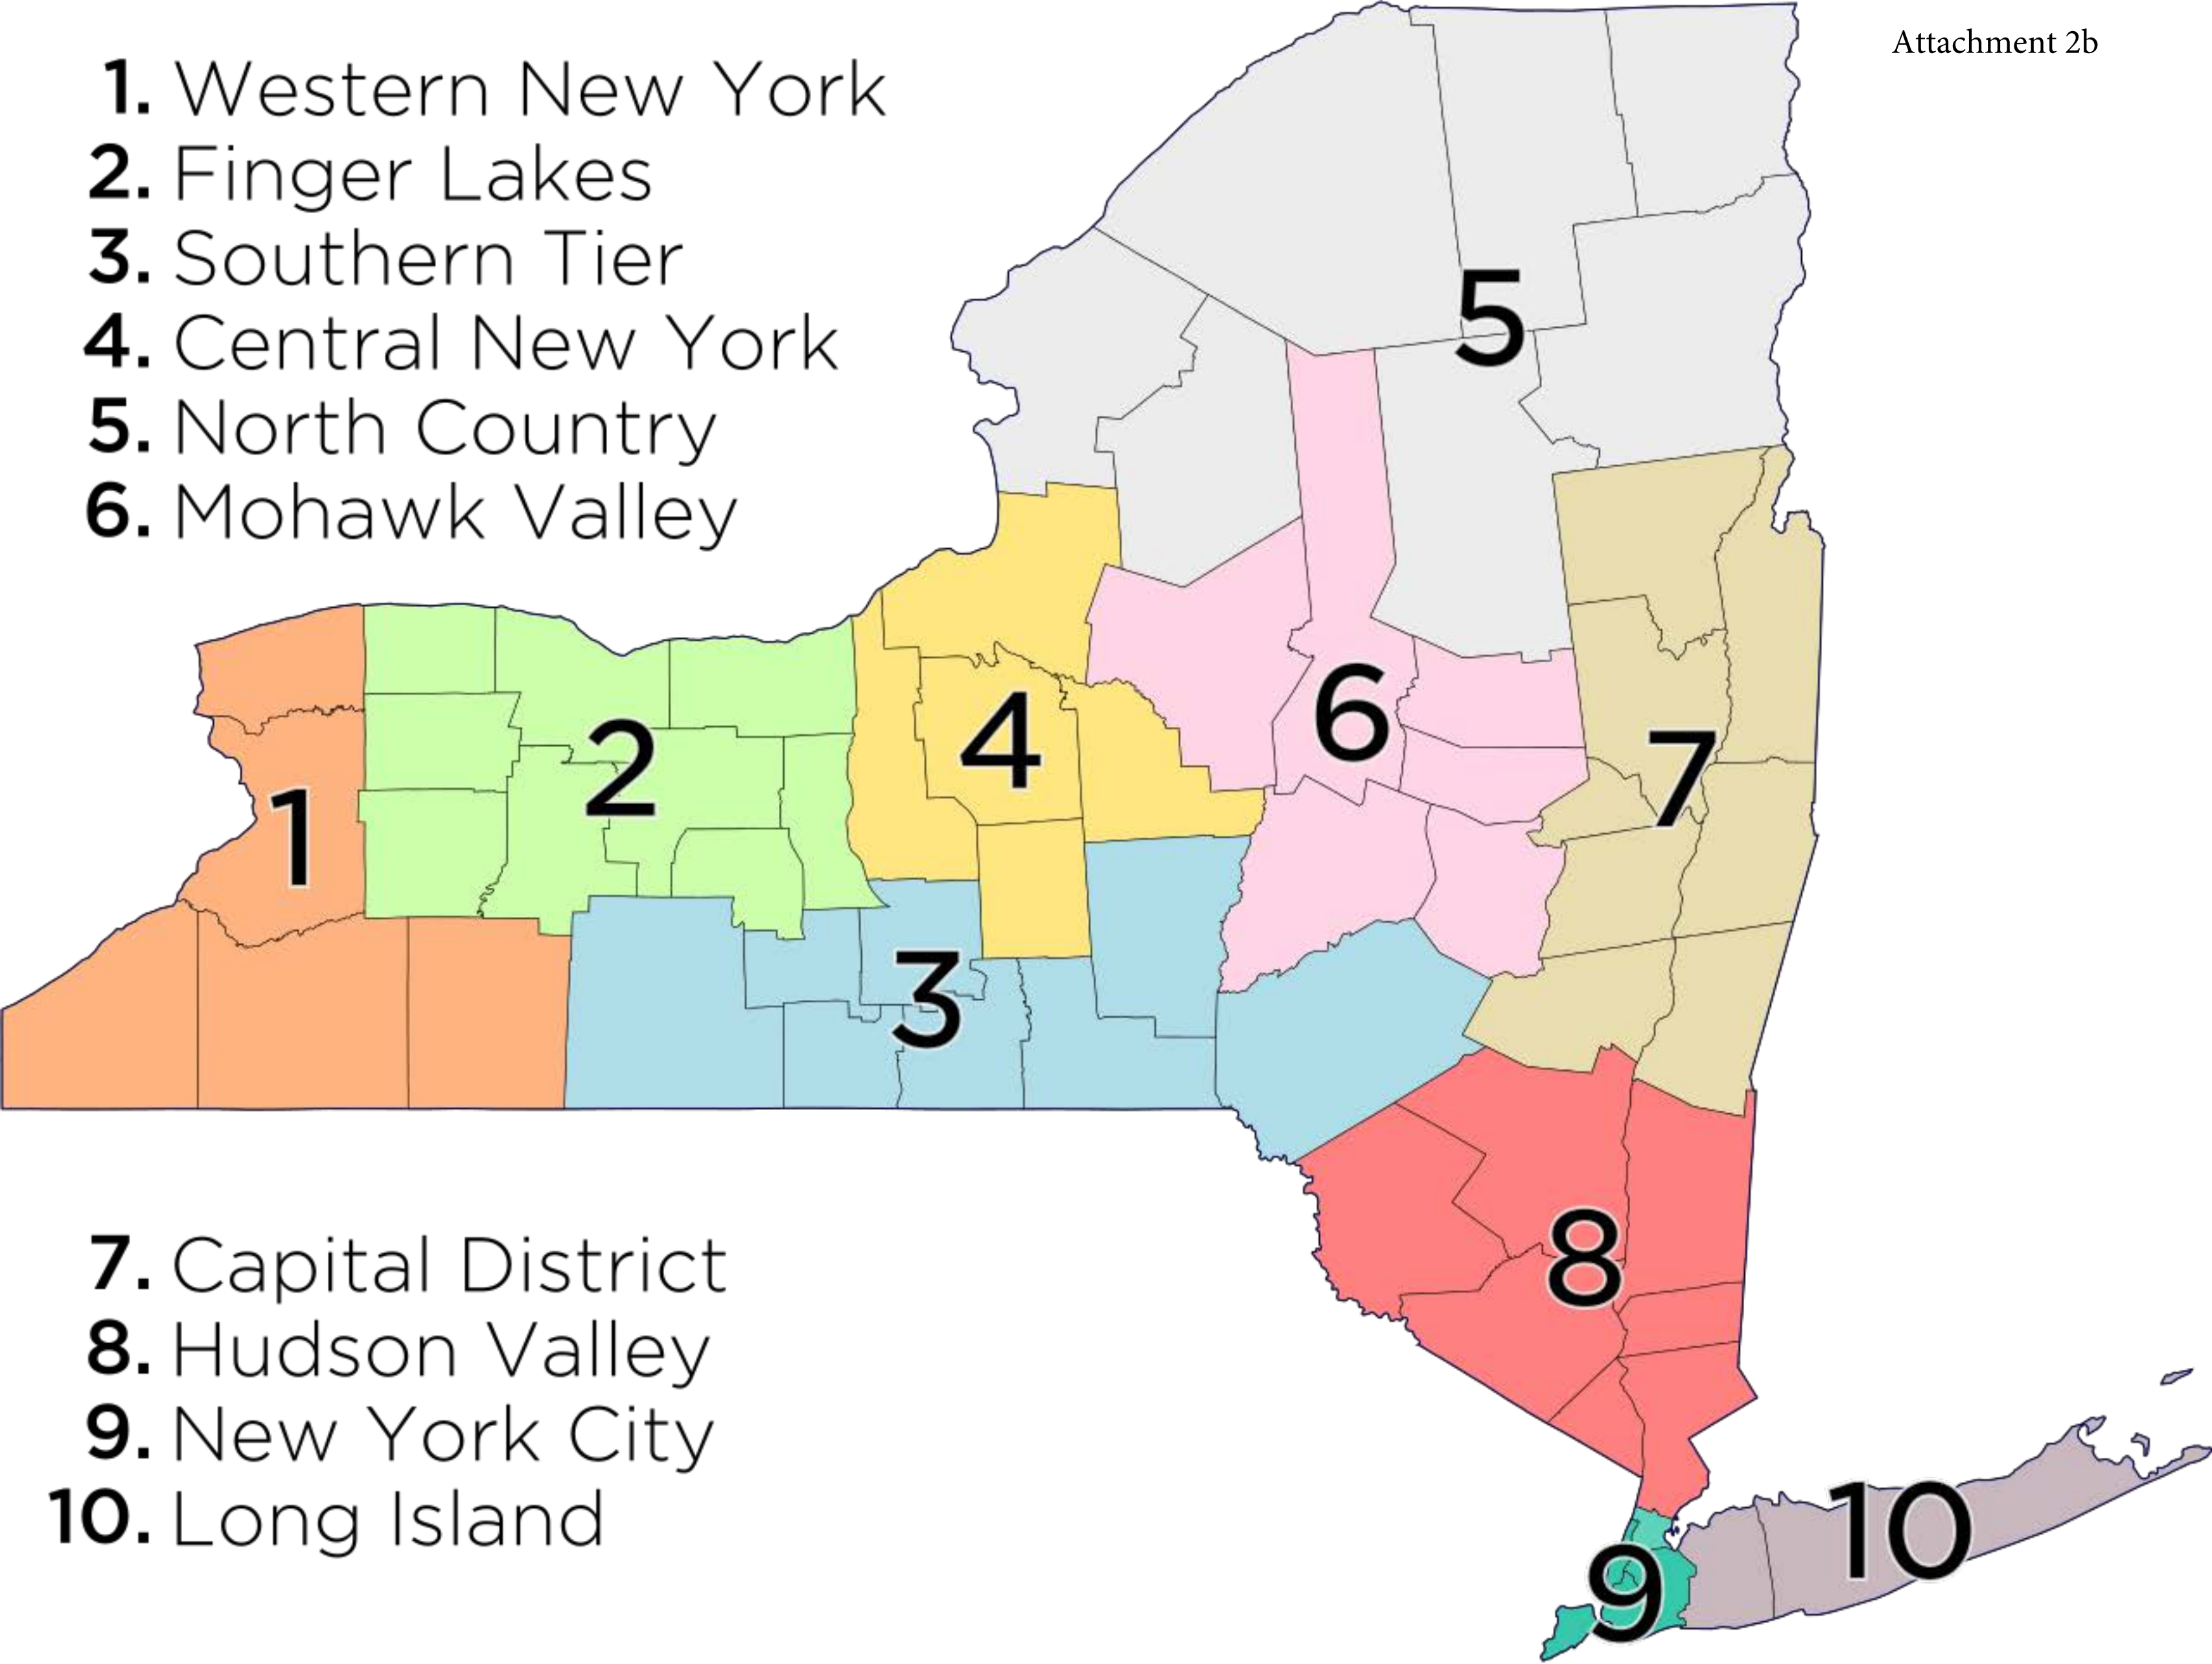 Attachment 2b
1. Western New York
2. Finger Lakes
3. Southern Tier
4. Central New York
5. North Country
6. Mohawk Valley
5
6
4
2
7
1
3
7. Capital District
8. Hudson Valley
9. New York City
10. Long Island
8
10
9